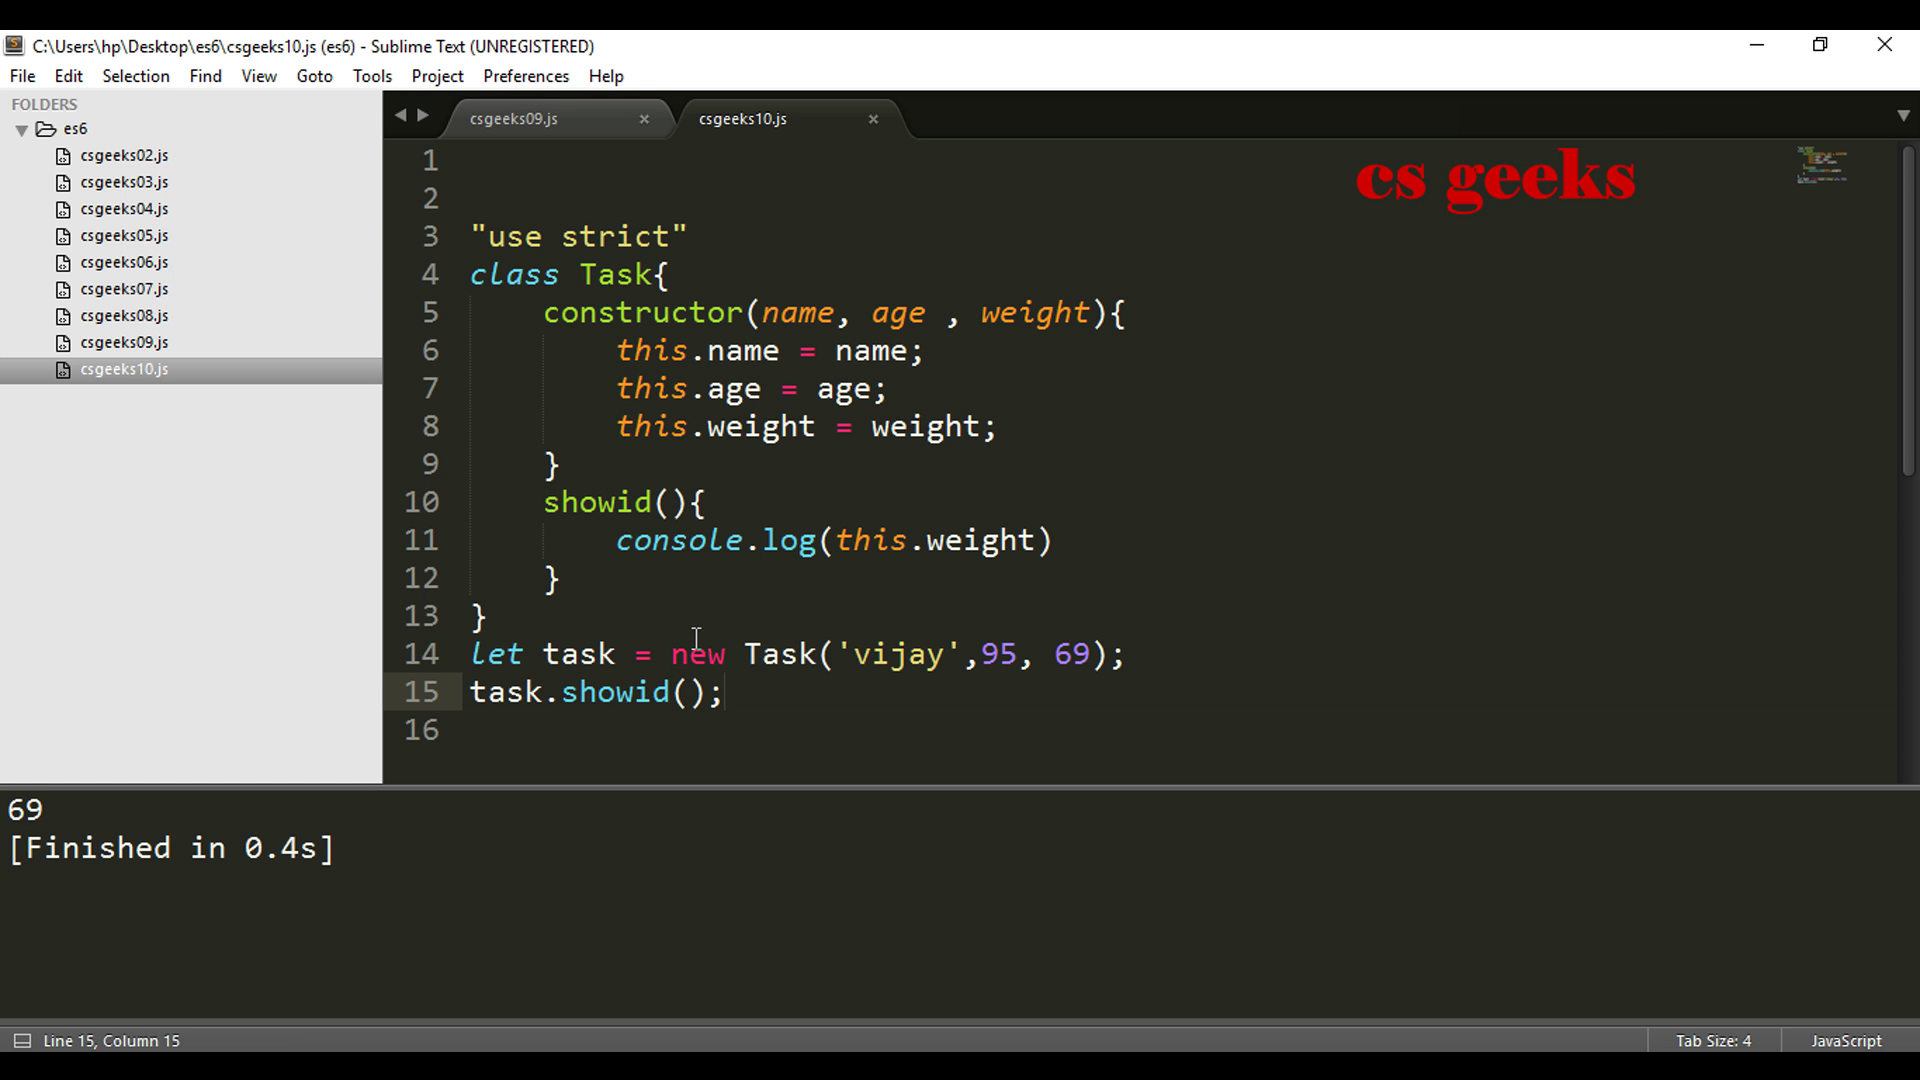 C:\Users\hp\Desktop\es6\csgeeks10.js (es6) - Sublime Text (UNREGISTERED)
File Edit Selection Find View Goto Tools Project Preferences Help
FOLDERS
es6
csgeeks02.js
csgeeks03.js
csgeeks04.js
csgeeks05.js
csgeeks06.js
csgeeks07.js
csgeeks08.js
csgeeks09.js
csgeeks10.js
csgeeks09.js × csgeeks10.js ×
cs geeks
1
2
3 "use strict"
4 class Task{
5 constructor(name, age , weight){
6 this.name = name;
7 this.age = age;
8 this.weight = weight;
9 }
10 showid(){
11 console.log(this.weight)
12 }
13 }
14 let task = new Task('vijay',95, 69);
15 task.showid();
16
69
[Finished in 0.4s]
Line 15, Column 15 Tab Size: 4 JavaScript